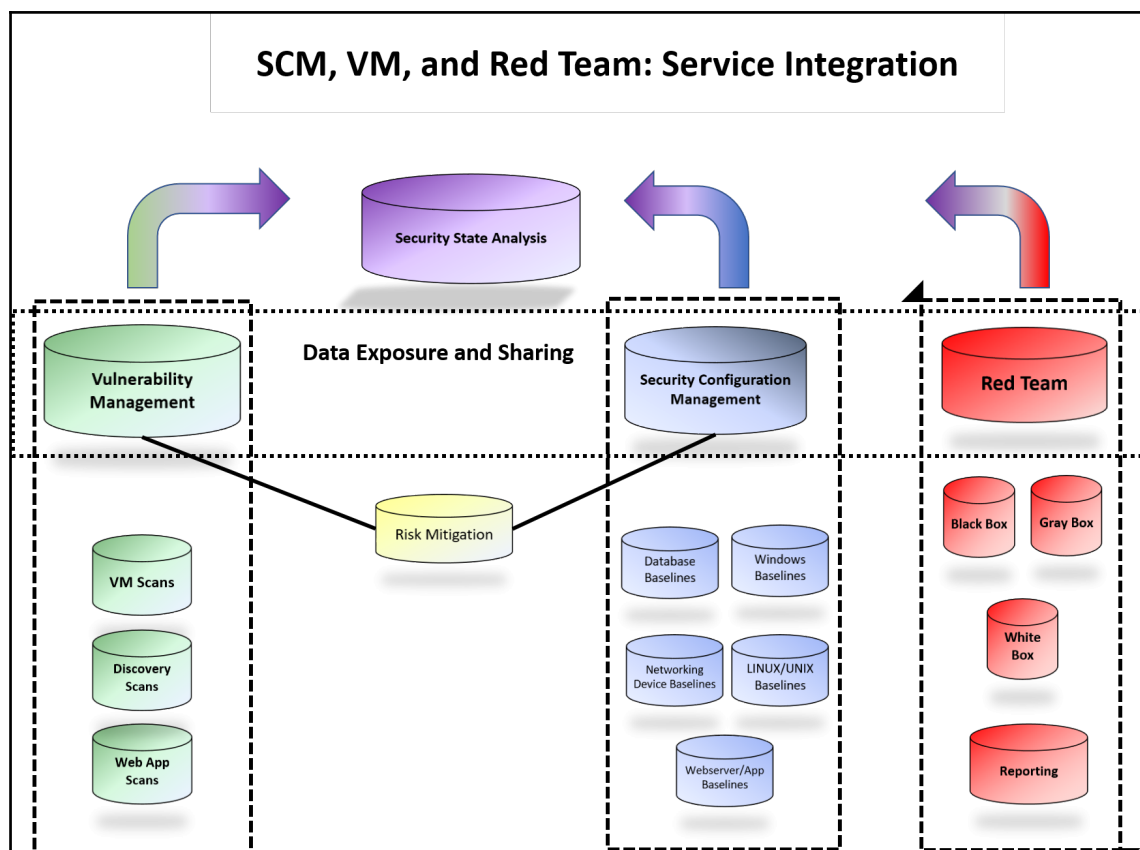 SCM, VM, and Red Team: Service Integration
Security State Analysis
Data Exposure and Sharing
Vulnerability
Management
Security Configuration
Management
Red Team
Risk Mitigation
VM Scans
Discovery
Scans
Web App
Scans
Database
Baselines
Windows
Baselines
Networking
Device Baselines
LINUX/UNIX
Baselines
Webserver/App
Baselines
Black Box
Gray Box
White
Box
Reporting